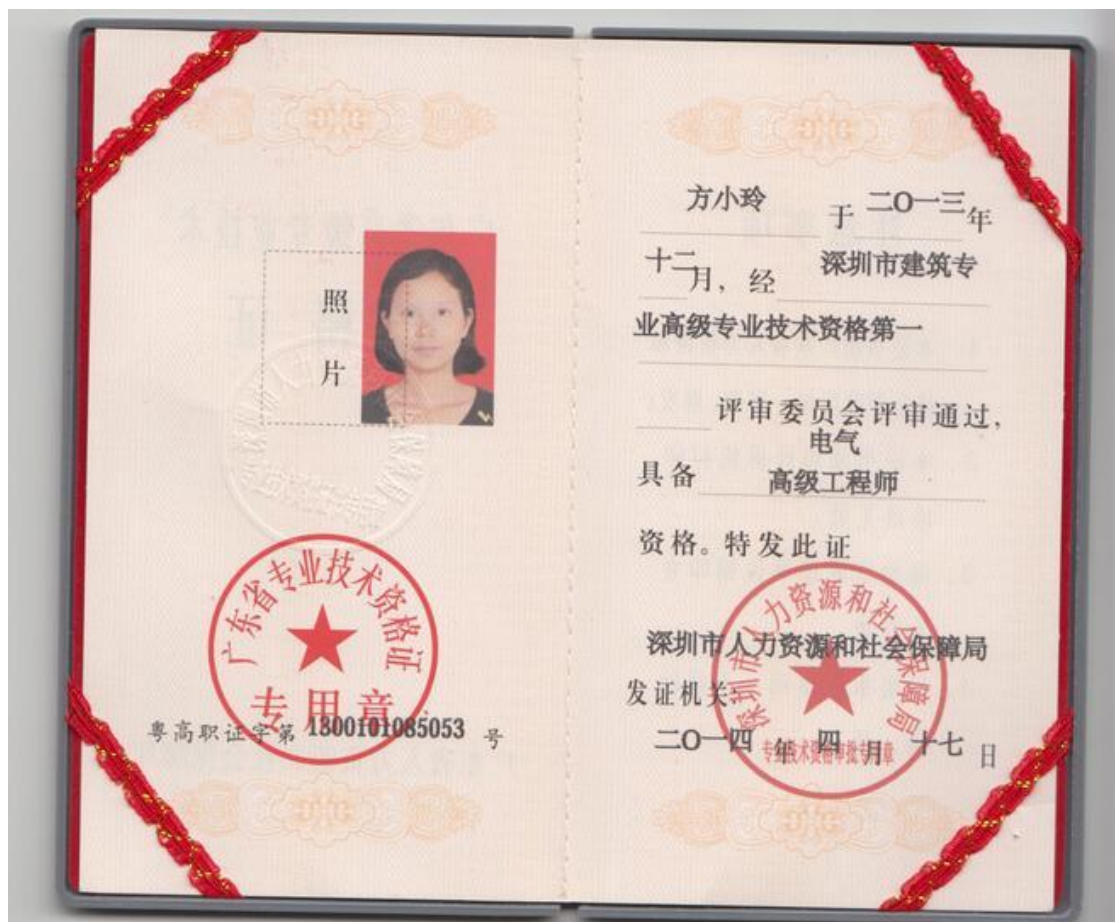 照
片
广东省专业技术资格证
专用章
粤高职证字第 1300101085053 号
方小玲 于 二〇一三年
十二月，经 深圳市建筑专
业高级专业技术资格第一
评审委员会评审通过，
电气
具备 高级工程师
资格。特发此证
深圳市人力资源和社会保障局
深圳市人力资源和社会保障局
发证机关：
专业技术资格审批专用章
二〇一四 年 四 月 十七 日